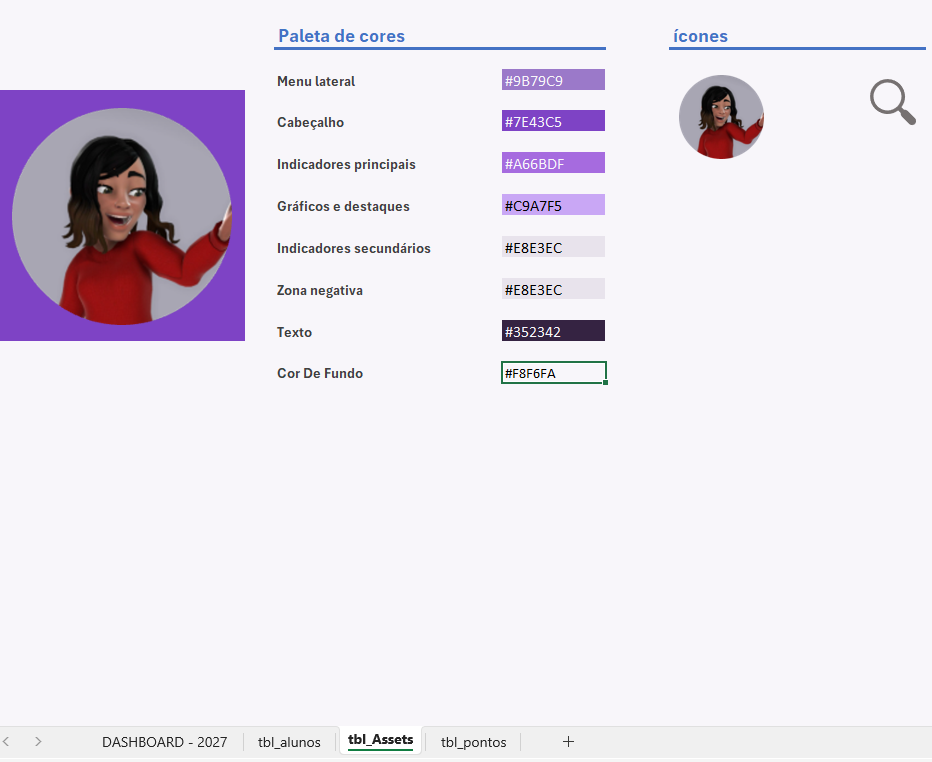 Paleta de cores
ícones
Menu lateral #9B79C9
Cabeçalho #7E43C5
Indicadores principais #A66BDF
Gráficos e destaques #C9A7F5
Indicadores secundários #E8E3EC
Zona negativa #E8E3EC
Texto #352342
Cor De Fundo #F8F6FA
DASHBOARD - 2027 tbl_alunos tbl_Assets tbl_pontos